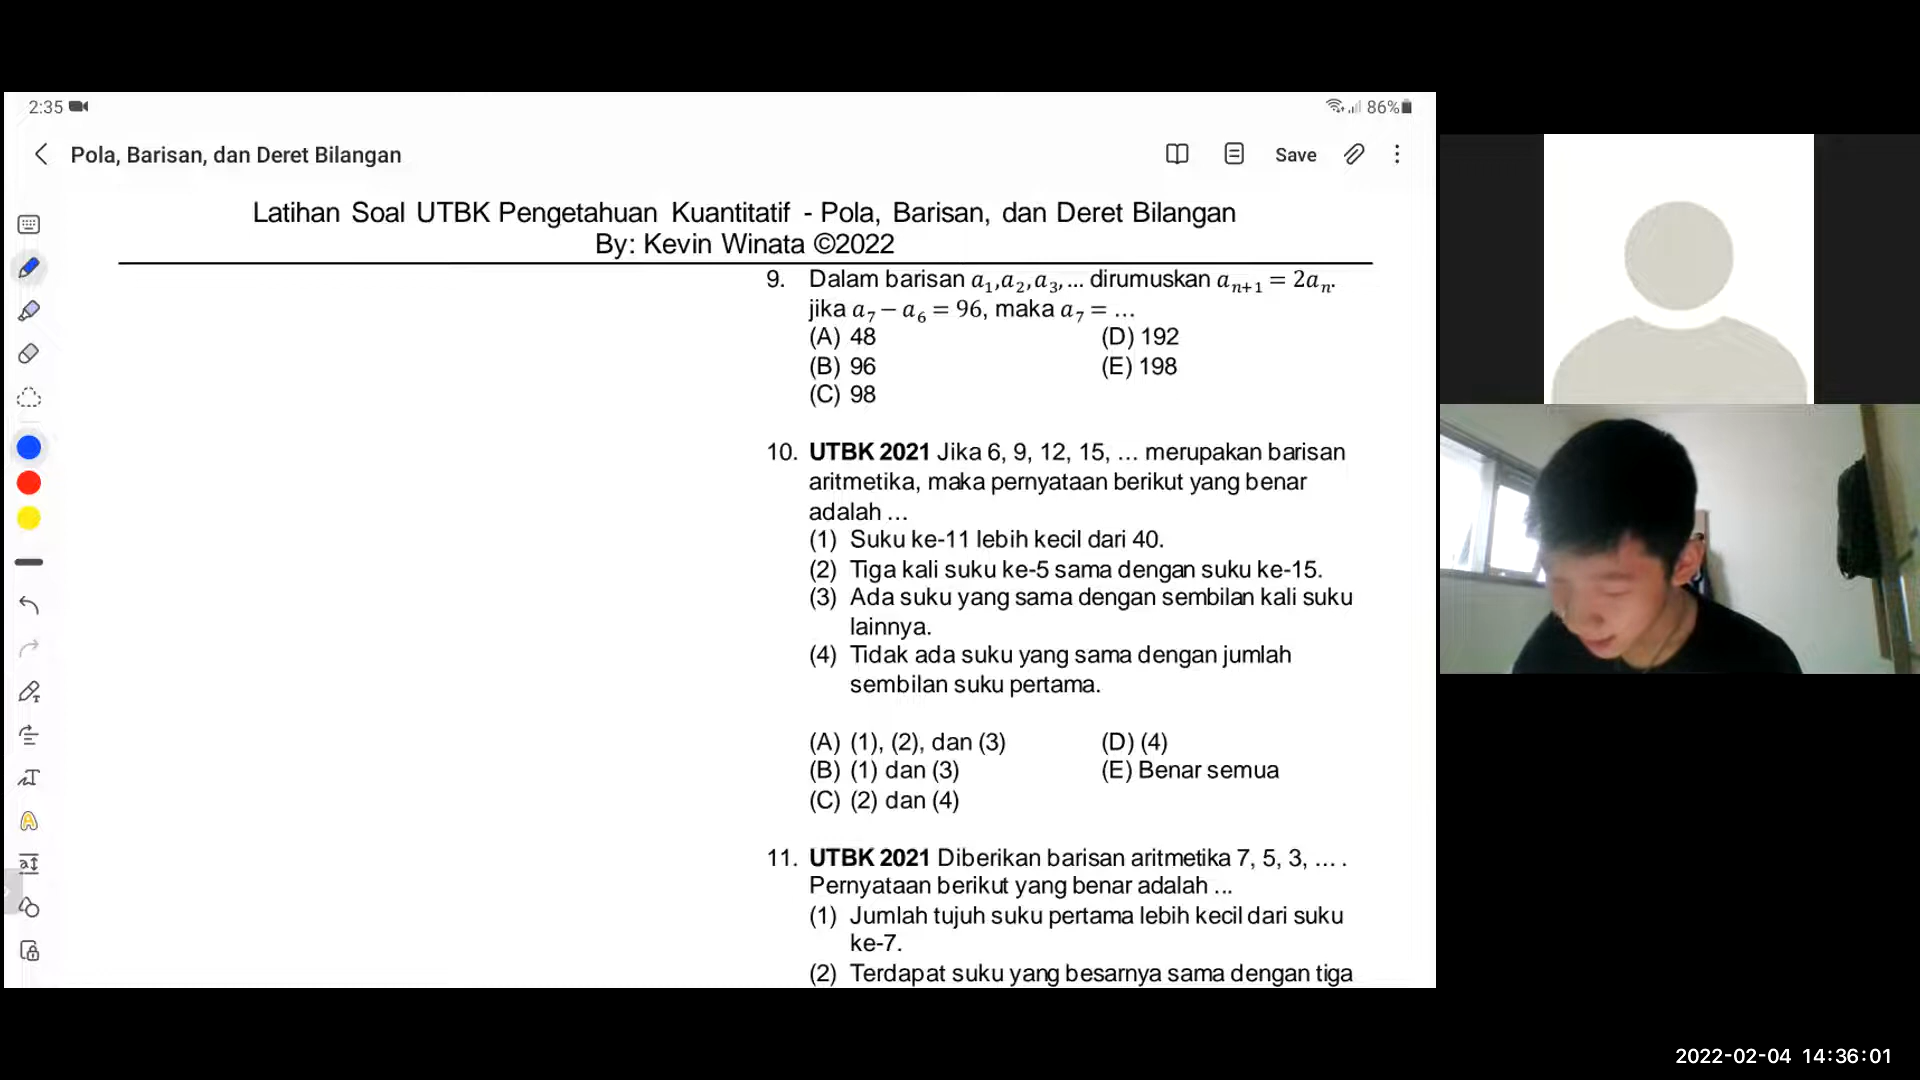 2:35
86%
Pola, Barisan, dan Deret Bilangan
Save
Latihan Soal UTBK Pengetahuan Kuantitatif - Pola, Barisan, dan Deret Bilangan
By: Kevin Winata ©2022
9. Dalam barisan a₁,a₂,a₃,... dirumuskan aₙ₊₁ = 2aₙ.
jika a₇ − a₆ = 96, maka a₇ = ...
(A) 48 (D) 192
(B) 96 (E) 198
(C) 98
10. UTBK 2021 Jika 6, 9, 12, 15, ... merupakan barisan
aritmetika, maka pernyataan berikut yang benar
adalah ...
(1) Suku ke-11 lebih kecil dari 40.
(2) Tiga kali suku ke-5 sama dengan suku ke-15.
(3) Ada suku yang sama dengan sembilan kali suku
lainnya.
(4) Tidak ada suku yang sama dengan jumlah
sembilan suku pertama.
(A) (1), (2), dan (3) (D) (4)
(B) (1) dan (3) (E) Benar semua
(C) (2) dan (4)
11. UTBK 2021 Diberikan barisan aritmetika 7, 5, 3, ... .
Pernyataan berikut yang benar adalah ...
(1) Jumlah tujuh suku pertama lebih kecil dari suku
ke-7.
(2) Terdapat suku yang besarnya sama dengan tiga
2022-02-04 14:36:01